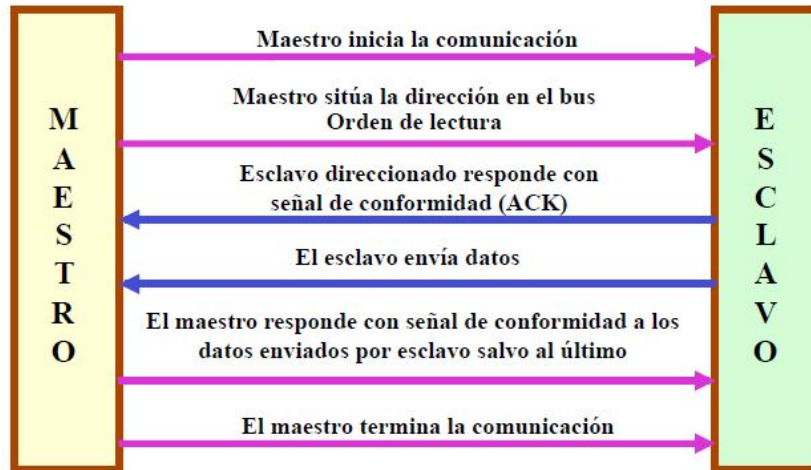 MAESTRO
Maestro inicia la comunicación
Maestro sitúa la dirección en el bus
Orden de lectura
Esclavo direccionado responde con
señal de conformidad (ACK)
El esclavo envía datos
El maestro responde con señal de conformidad a los
datos enviados por esclavo salvo al último
El maestro termina la comunicación
ESCLAVO